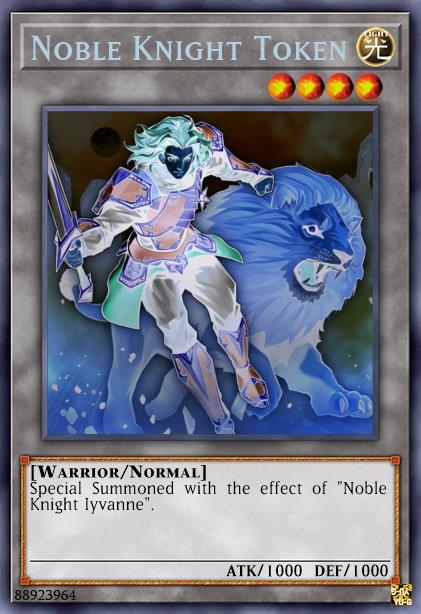 Noble Knight Token
LIGHT
光
[Warrior/Normal]
Special Summoned with the effect of "Noble
Knight Iyvanne".
ATK/1000 DEF/1000
88923964